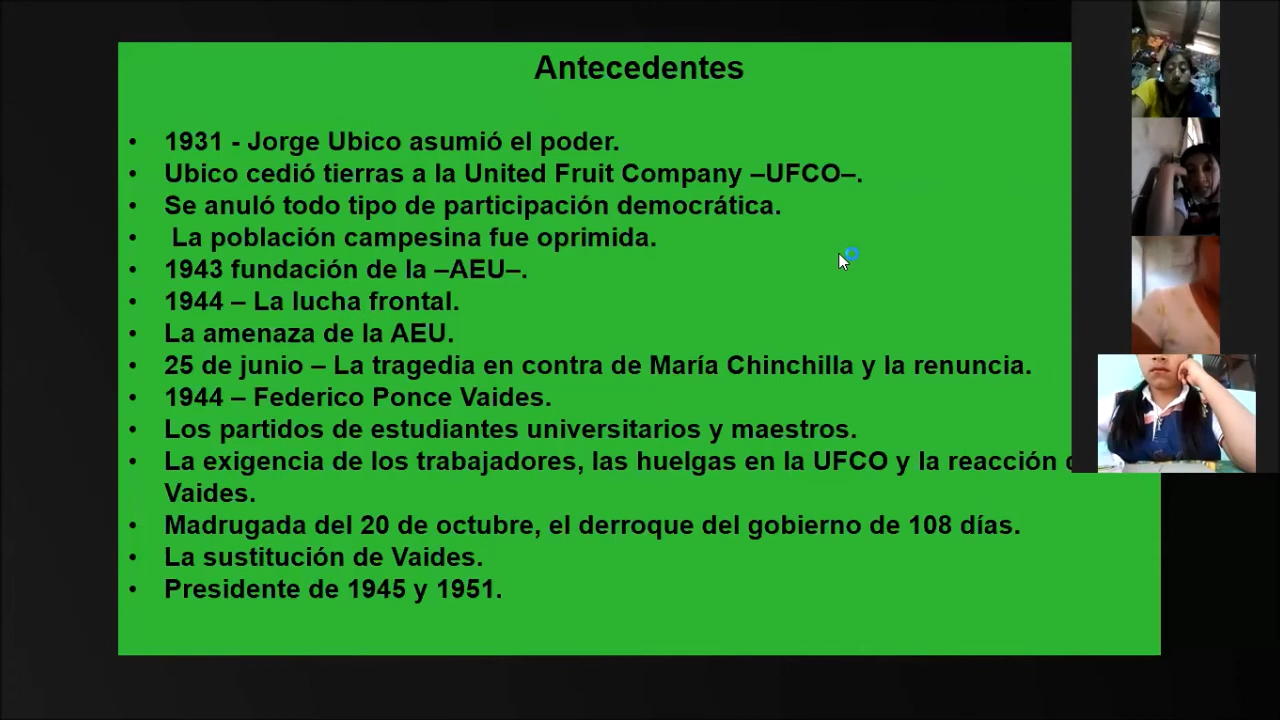 Antecedentes
• 1931 - Jorge Ubico asumió el poder.
• Ubico cedió tierras a la United Fruit Company –UFCO–.
• Se anuló todo tipo de participación democrática.
• La población campesina fue oprimida.
• 1943 fundación de la –AEU–.
• 1944 – La lucha frontal.
• La amenaza de la AEU.
• 25 de junio – La tragedia en contra de María Chinchilla y la renuncia.
• 1944 – Federico Ponce Vaides.
• Los partidos de estudiantes universitarios y maestros.
• La exigencia de los trabajadores, las huelgas en la UFCO y la reacción
Vaides.
• Madrugada del 20 de octubre, el derroque del gobierno de 108 días.
• La sustitución de Vaides.
• Presidente de 1945 y 1951.